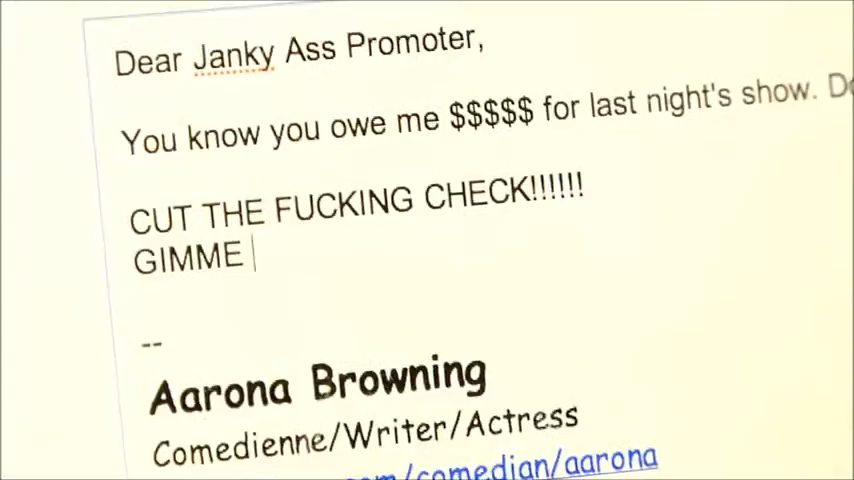 Dear Janky Ass Promoter,
You know you owe me $$$$$ for last night's show.
CUT THE FUCKING CHECK!!!!!!
GIMME
--
Aarona Browning
Comedienne/Writer/Actress
com/comedian/aarona